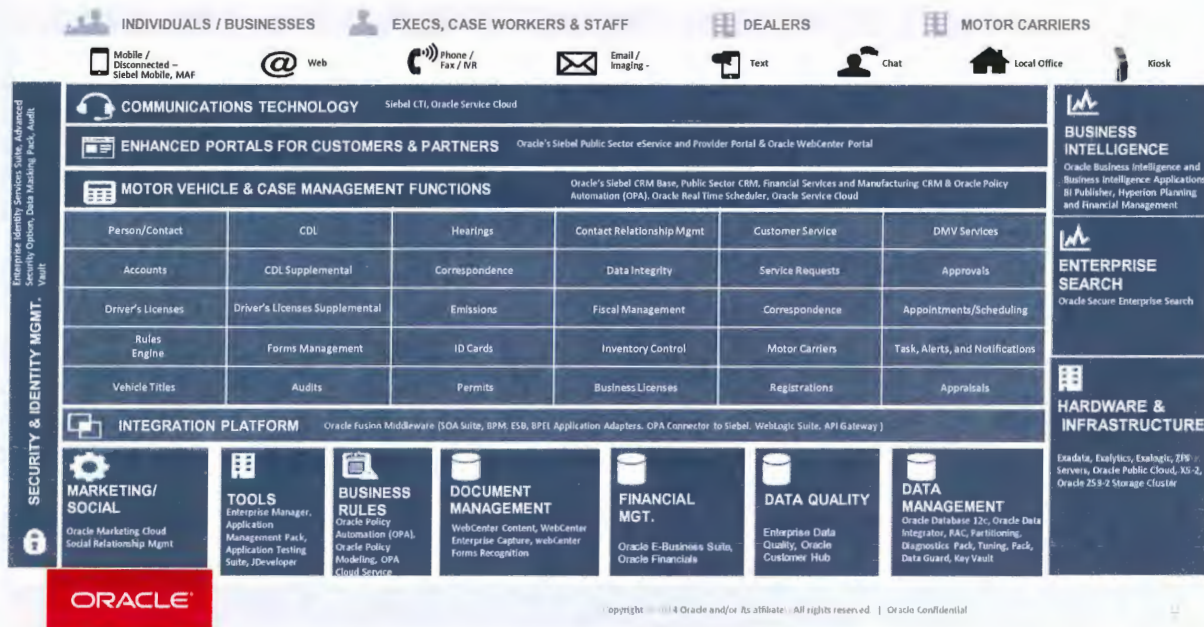 INDIVIDUALS / BUSINESSES
EXECS, CASE WORKERS & STAFF
DEALERS
MOTOR CARRIERS
Mobile /
Disconnected –
Siebel Mobile, MAF
Web
Phone /
Fax / IVR
Email /
Imaging -
Text
Chat
Local Office
Kiosk
SECURITY & IDENTITY MGMT.
Enterprise Identity Services Suite, Advanced
Security Option, Data Masking Pack, Audit
Vault
COMMUNICATIONS TECHNOLOGY
Siebel CTI, Oracle Service Cloud
ENHANCED PORTALS FOR CUSTOMERS & PARTNERS
Oracle's Siebel Public Sector eService and Provider Portal & Oracle WebCenter Portal
MOTOR VEHICLE & CASE MANAGEMENT FUNCTIONS
Oracle's Siebel CRM Base, Public Sector CRM, Financial Services and Manufacturing CRM & Oracle Policy
Automation (OPA). Oracle Real Time Scheduler, Oracle Service Cloud
Person/Contact
CDL
Hearings
Contact Relationship Mgmt
Customer Service
DMV Services
Accounts
CDL Supplemental
Correspondence
Data Integrity
Service Requests
Approvals
Driver's Licenses
Driver's Licenses Supplemental
Emissions
Fiscal Management
Correspondence
Appointments/Scheduling
Rules
Engine
Forms Management
ID Cards
Inventory Control
Motor Carriers
Task, Alerts, and Notifications
Vehicle Titles
Audits
Permits
Business Licenses
Registrations
Appraisals
INTEGRATION PLATFORM
Oracle Fusion Middleware (SOA Suite, BPM, ESB, BPEL Application Adapters. OPA Connector to Siebel. WebLogic Suite. API Gateway )
MARKETING/
SOCIAL
Oracle Marketing Cloud
Social Relationship Mgmt
TOOLS
Enterprise Manager,
Application
Management Pack,
Application Testing
Suite, JDeveloper
BUSINESS
RULES
Oracle Policy
Automation (OPA),
Oracle Policy
Modeling, OPA
Cloud Service
DOCUMENT
MANAGEMENT
WebCenter Content, WebCenter
Enterprise Capture, webCenter
Forms Recognition
FINANCIAL
MGT.
Oracle E-Business Suite,
Oracle Financials
DATA QUALITY
Enterprise Data
Quality, Oracle
Customer Hub
DATA
MANAGEMENT
Oracle Database 12c, Oracle Data
Integrator, RAC, Partitioning,
Diagnostics Pack, Tuning, Pack,
Data Guard, Key Vault
BUSINESS
INTELLIGENCE
Oracle Business Intelligence and
Business Intelligence Applications
BI Publisher, Hyperion Planning
and Financial Management
ENTERPRISE
SEARCH
Oracle Secure Enterprise Search
HARDWARE &
INFRASTRUCTURE
Exadata, Exalytics, Exalogic,
Servers, Oracle Public Cloud, X5-2,
Oracle ZS3-2 Storage Cluster
ORACLE
Oracle and/or its affiliate All rights reserved. | Oracle Confidential